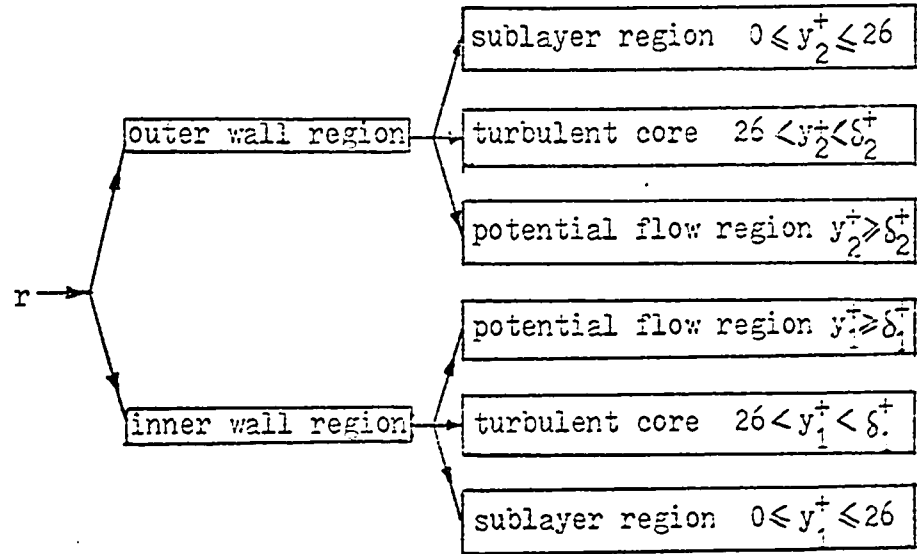 sublayer region 0 ≤ y₂⁺ ≤ 26
outer wall region
turbulent core 26 < y₂⁺ < δ₂⁺
potential flow region y₂⁺ ≥ δ₂⁺
r
potential flow region y₁⁺ ≥ δ₁⁺
inner wall region
turbulent core 26 < y₁⁺ < δ₁⁺
sublayer region 0 ≤ y₁⁺ ≤ 26